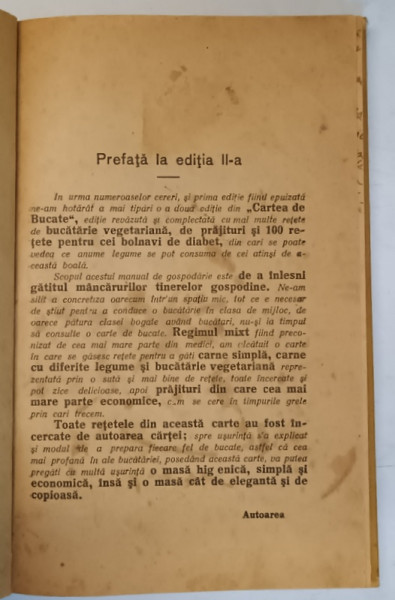 Prefață la ediția II-a
In urma numeroaselor cereri, și prima ediție fiind epuizată
ne-am hotărât a mai tipări o a două ediție din „Cartea de
Bucate“, ediție revăzută și complectată cu mai multe rețete
de bucătărie vegetariană, de prăjituri și 100 re-
țete pentru cei bolnavi de diabet, din cari se poate
vedea ce anume legume se pot consuma de cei atinși de a-
ceastă boală.
Scopul acestui manual de gospodărie este de a înlesni
gătitul mâncărurilor tinerelor gospodine. Ne-am
silit a concretiza oarecum într'un spațiu mic, tot ce e necesar
de știut pentru a conduce o bucătărie în clasa de mijloc, de
oarece pătura clasei bogate având bucătari, nu-și ia timpul
să consulte o carte de bucate. Regimul mixt fiind preco-
nizat de cea mai mare parte din medici, am alcătuit o carte
în care se găsesc rețete pentru a găti carne simplă, carne
cu diferite legume și bucătărie vegetariană repre-
zentată prin o sută și mai bine de rețete, toate încercate și
pot zice delicioase, apoi prăjituri din care cea mai
mare parte economice, cum se cere în timpurile grele
prin cari trecem.
Toate rețetele din această carte au fost în-
cercate de autoarea cărței; spre ușurință s'a explicat
și modul de a prepara fiecare fel de bucate, astfel că cea
mai profană în ale bucătăriei, posedând această carte, va putea
pregăti cu multă ușurință o masă hig enică, simplă și
economică, însă și o masă cât de elegantă și de
copioasă.
Autoarea